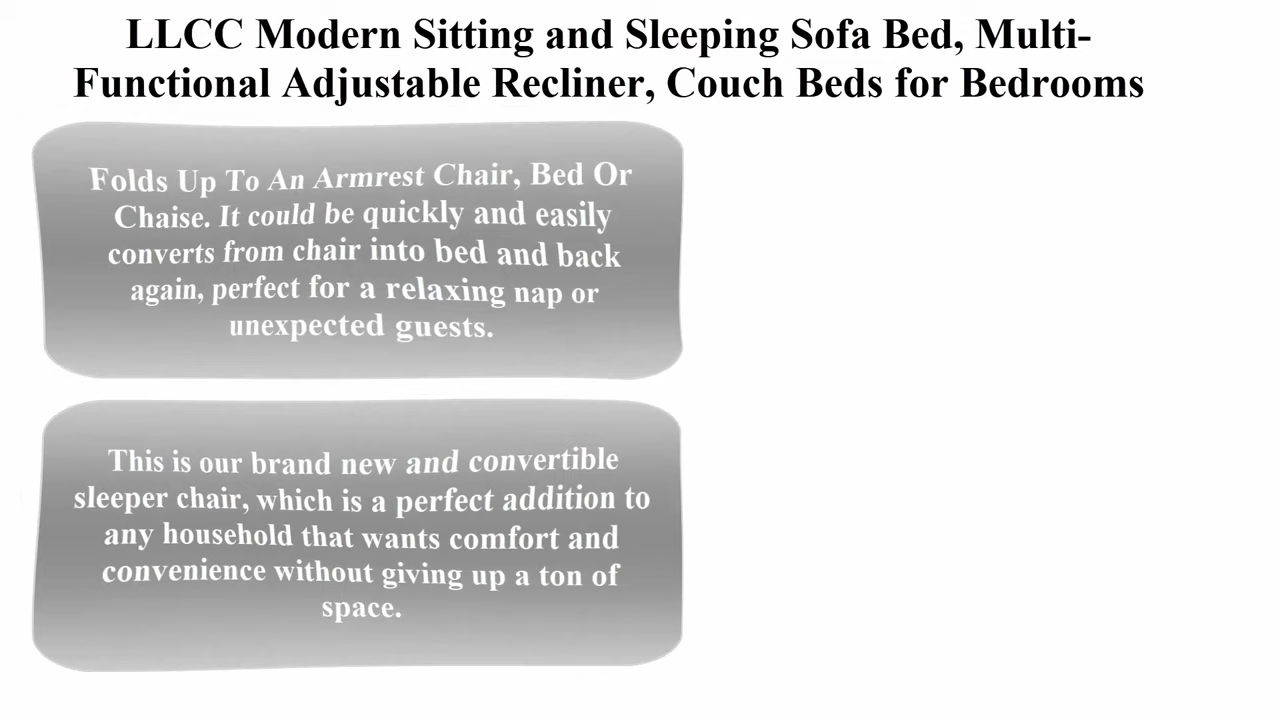 LLCC Modern Sitting and Sleeping Sofa Bed, Multi-
Functional Adjustable Recliner, Couch Beds for Bedrooms
Folds Up To An Armrest Chair, Bed Or
Chaise. It could be quickly and easily
converts from chair into bed and back
again, perfect for a relaxing nap or
unexpected guests.
This is our brand new and convertible
sleeper chair, which is a perfect addition to
any household that wants comfort and
convenience without giving up a ton of
space.